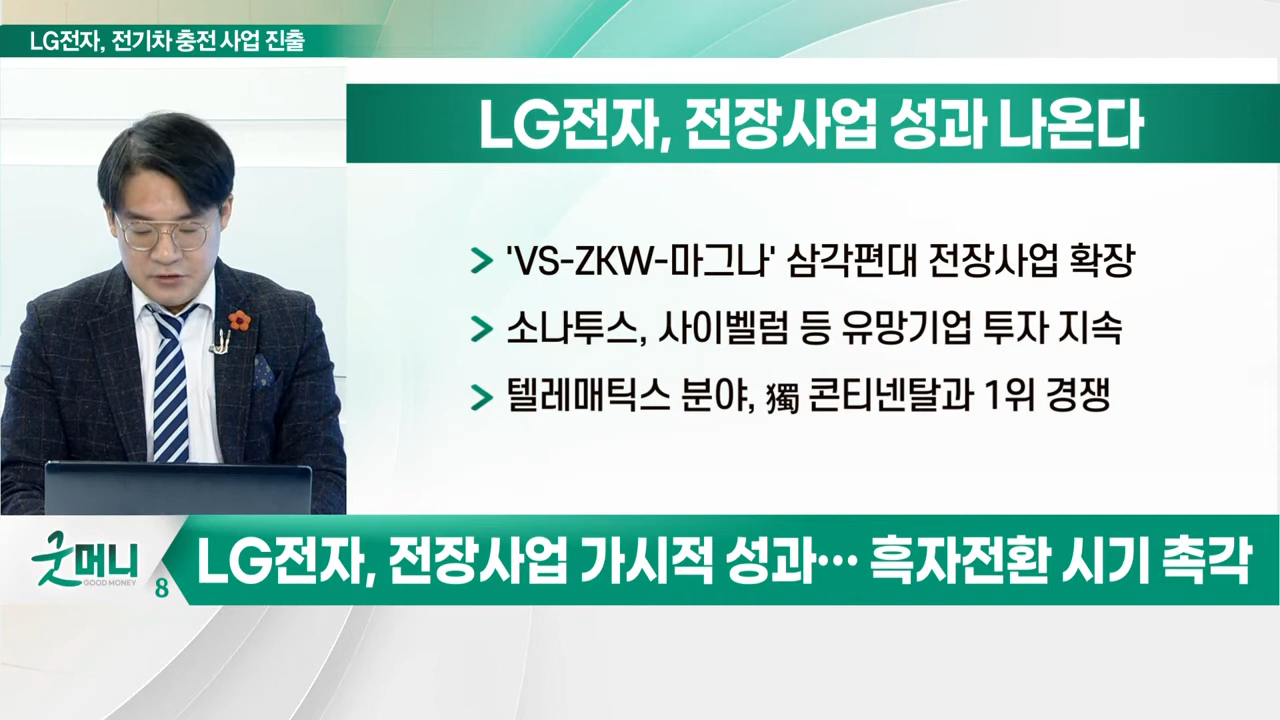 LG전자, 전기차 충전 사업 진출
LG전자, 전장사업 성과 나온다
'VS-ZKW-마그나' 삼각편대 전장사업 확장
소나투스, 사이벨럼 등 유망기업 투자 지속
텔레매틱스 분야, 獨 콘티넨탈과 1위 경쟁
굿머니
GOOD MONEY
8
LG전자, 전장사업 가시적 성과… 흑자전환 시기 촉각